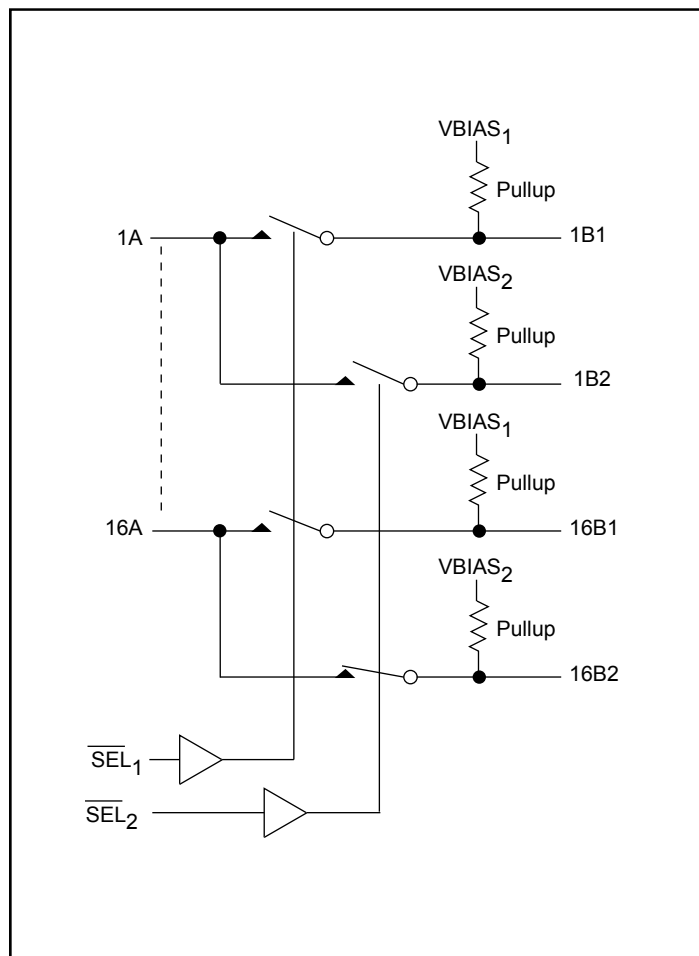 VBIAS1
Pullup
1A
1B1
VBIAS2
Pullup
1B2
VBIAS1
Pullup
16A
16B1
VBIAS2
Pullup
16B2
SEL1
SEL2